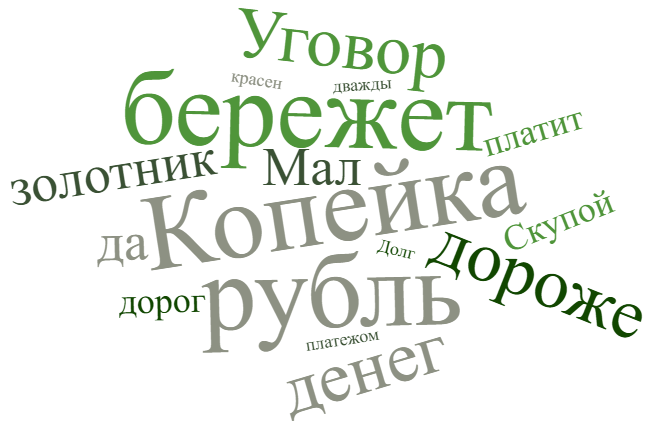 Уговор
красен
дважды
бережет
платит
золотник
Мал
Копейка
да
Скупой
Долг
дороже
дорог
рубль
платежом
денег